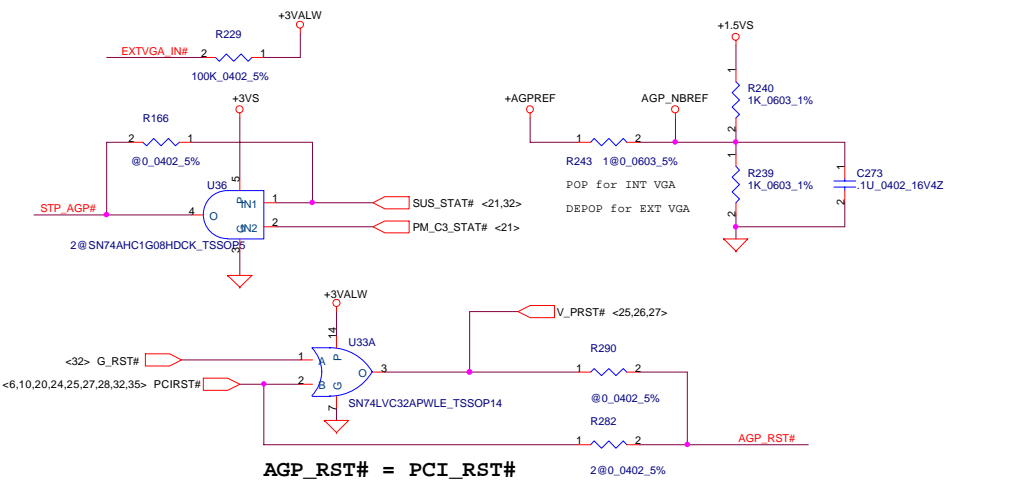 +3VALW
R229
EXTVGA_IN# 2 1
100K_0402_5%
+3VS
R166
2 1
@0_0402_5%
U36
5
P
IN1 1 SUS_STAT# <21,32>
STP_AGP# 4 O
IN2 2 PM_C3_STAT# <21>
G
3
2@SN74AHC1G08HDCK_TSSOP5
+1.5VS
1
R240
1K_0603_1%
2
+AGPREF AGP_NBREF
1 2
R243 1@0_0603_5%
POP for INT VGA
DEPOP for EXT VGA
1
R239
1K_0603_1%
2
1
C273
.1U_0402_16V4Z
2
+3VALW
14
U33A
P
<32> G_RST# 1 A
O 3
<6,10,20,24,25,27,28,32,35> PCIRST# 2 B
G
7
SN74LVC32APWLE_TSSOP14
V_PRST# <25,26,27>
R290
1 2
@0_0402_5%
R282
1 2 AGP_RST#
2@0_0402_5%
AGP_RST# = PCI_RST#